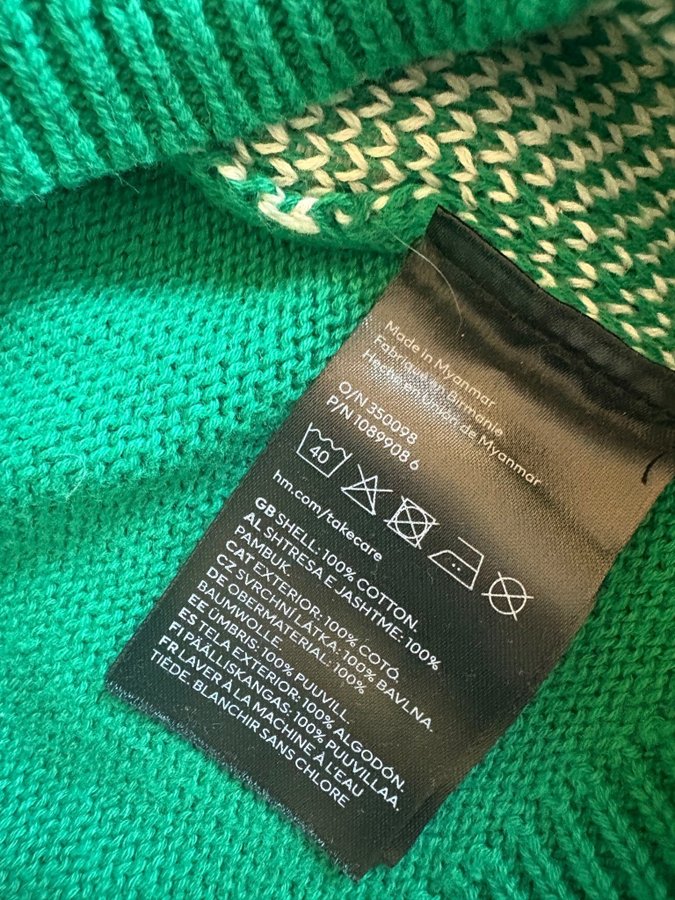 Made in Myanmar
Fabriqué en Birmanie
Hecho en Unión de Myanmar
O/N 350098
P/N 1089908 6
40
hm.com/takecare
GB SHELL: 100% COTTON.
AL SHTRESA E JASHTME: 100%
PAMBUK.
CAT EXTERIOR: 100% COTÓ.
CZ SVRCHNÍ LÁTKA: 100% BAVLNA.
DE OBERMATERIAL: 100%
BAUMWOLLE.
EE ÜMBRIS: 100% PUUVILL.
ES TELA EXTERIOR: 100% ALGODÓN.
FI PÄÄLLISKANGAS: 100% PUUVILLAA.
FR LAVER À LA MACHINE À L'EAU
TIÈDE. BLANCHIR SANS CHLORE